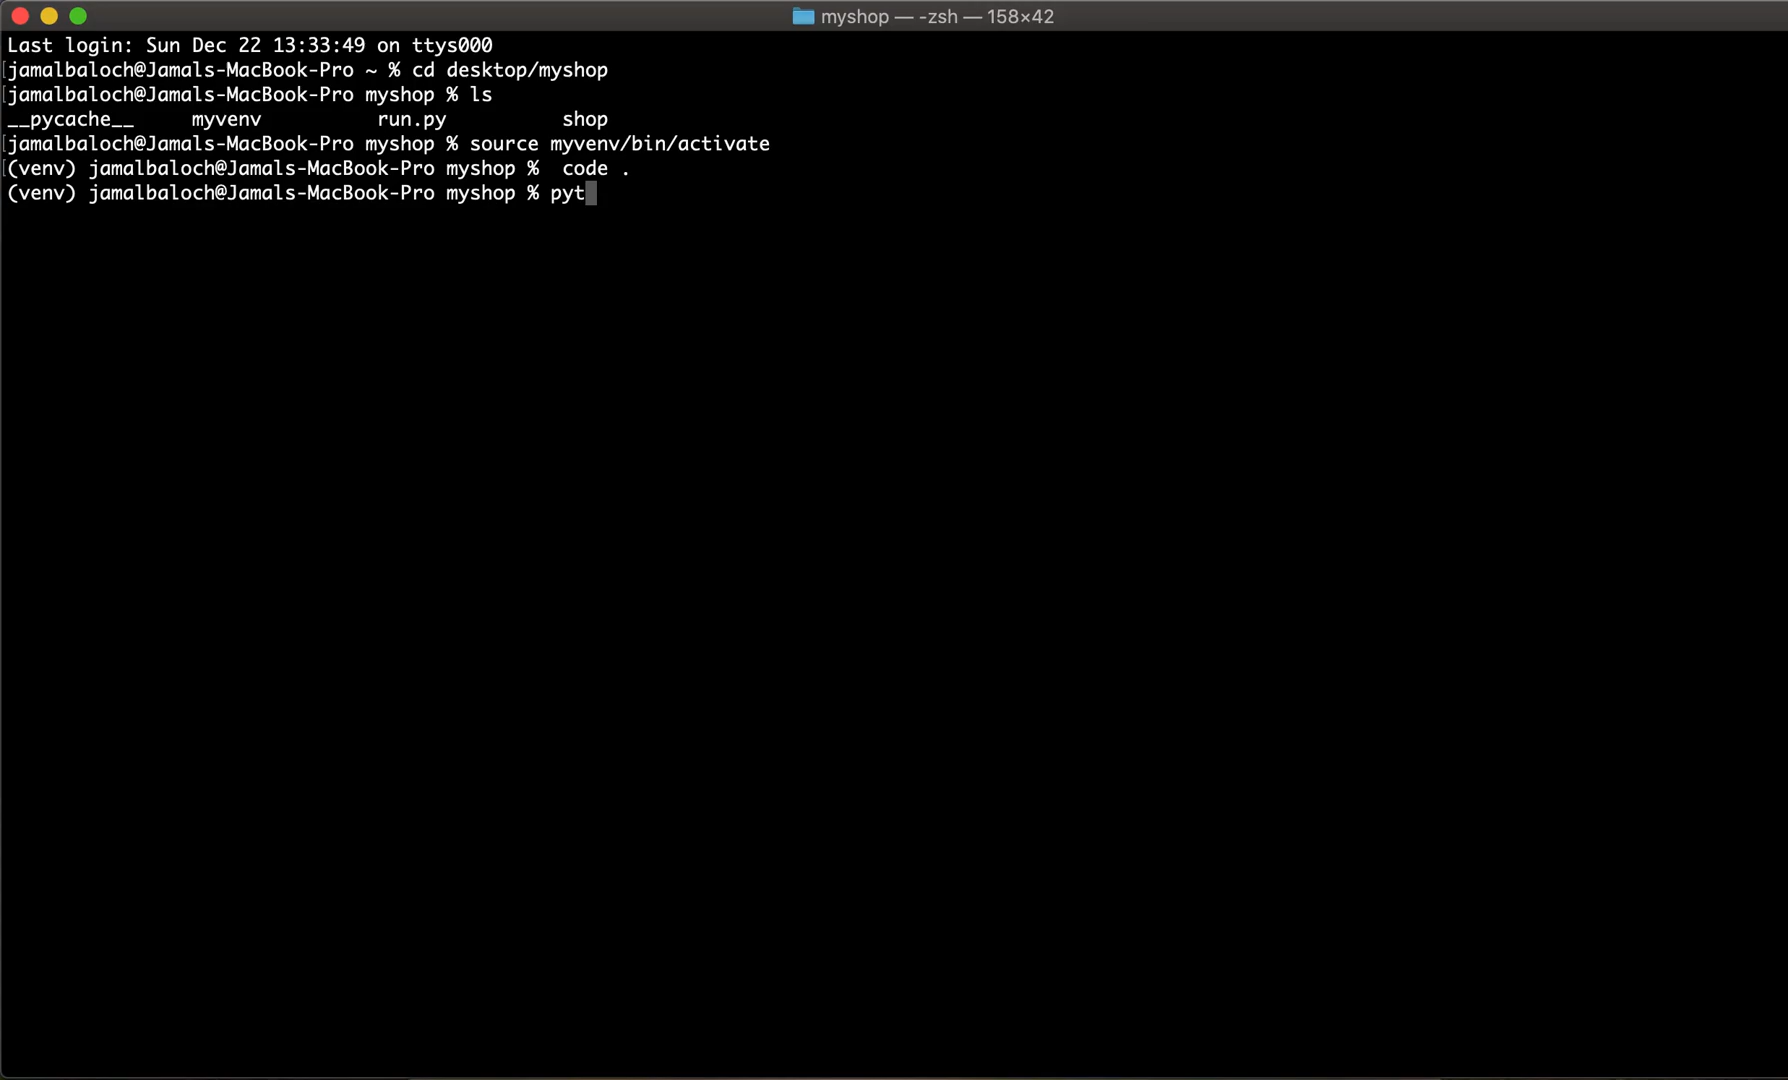 myshop — -zsh — 158×42
Last login: Sun Dec 22 13:33:49 on ttys000
[jamalbaloch@Jamals-MacBook-Pro ~ % cd desktop/myshop
[jamalbaloch@Jamals-MacBook-Pro myshop % ls
__pycache__     myvenv          run.py          shop
[jamalbaloch@Jamals-MacBook-Pro myshop % source myvenv/bin/activate
[(venv) jamalbaloch@Jamals-MacBook-Pro myshop %  code .
(venv) jamalbaloch@Jamals-MacBook-Pro myshop % pyt